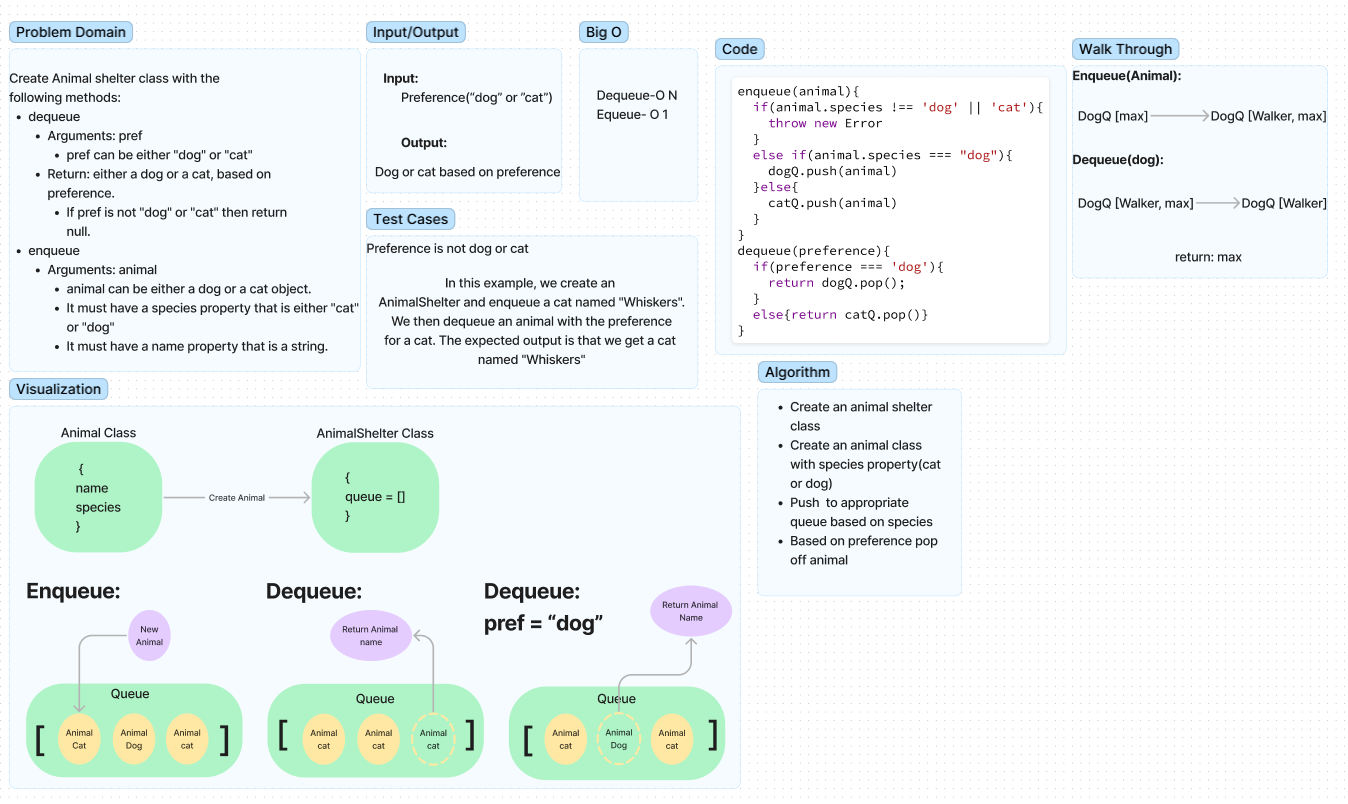 Problem Domain
Create Animal shelter class with the
following methods:
• dequeue
• Arguments: pref
• pref can be either "dog" or "cat"
• Return: either a dog or a cat, based on
preference.
• If pref is not "dog" or "cat" then return
null.
• enqueue
• Arguments: animal
• animal can be either a dog or a cat object.
• It must have a species property that is either "cat"
or "dog"
• It must have a name property that is a string.
Input/Output
Input:
Preference(“dog” or ”cat”)
Output:
Dog or cat based on preference
Big O
Dequeue-O N
Equeue- O 1
Test Cases
Preference is not dog or cat
In this example, we create an
AnimalShelter and enqueue a cat named "Whiskers".
We then dequeue an animal with the preference
for a cat. The expected output is that we get a cat
named "Whiskers"
Code
enqueue(animal){
if(animal.species !== 'dog' || 'cat'){
throw new Error
}
else if(animal.species === "dog"){
dogQ.push(animal)
}else{
catQ.push(animal)
}
}
dequeue(preference){
if(preference === 'dog'){
return dogQ.pop();
}
else{return catQ.pop()}
}
Walk Through
Enqueue(Animal):
DogQ [max] DogQ [Walker, max]
Dequeue(dog):
DogQ [Walker, max] DogQ [Walker]
return: max
Algorithm
• Create an animal shelter
class
• Create an animal class
with species property(cat
or dog)
• Push to appropriate
queue based on species
• Based on preference pop
off animal
Visualization
Animal Class
{
name
species
}
Create Animal
AnimalShelter Class
{
queue = []
}
Enqueue:
New
Animal
Queue
[
Animal
Cat
Animal
Dog
Animal
cat
]
Dequeue:
Return Animal
name
Queue
[
Animal
cat
Animal
cat
Animal
cat
]
Dequeue:
pref = “dog”
Return Animal
Name
Queue
[
Animal
cat
Animal
Dog
Animal
cat
]